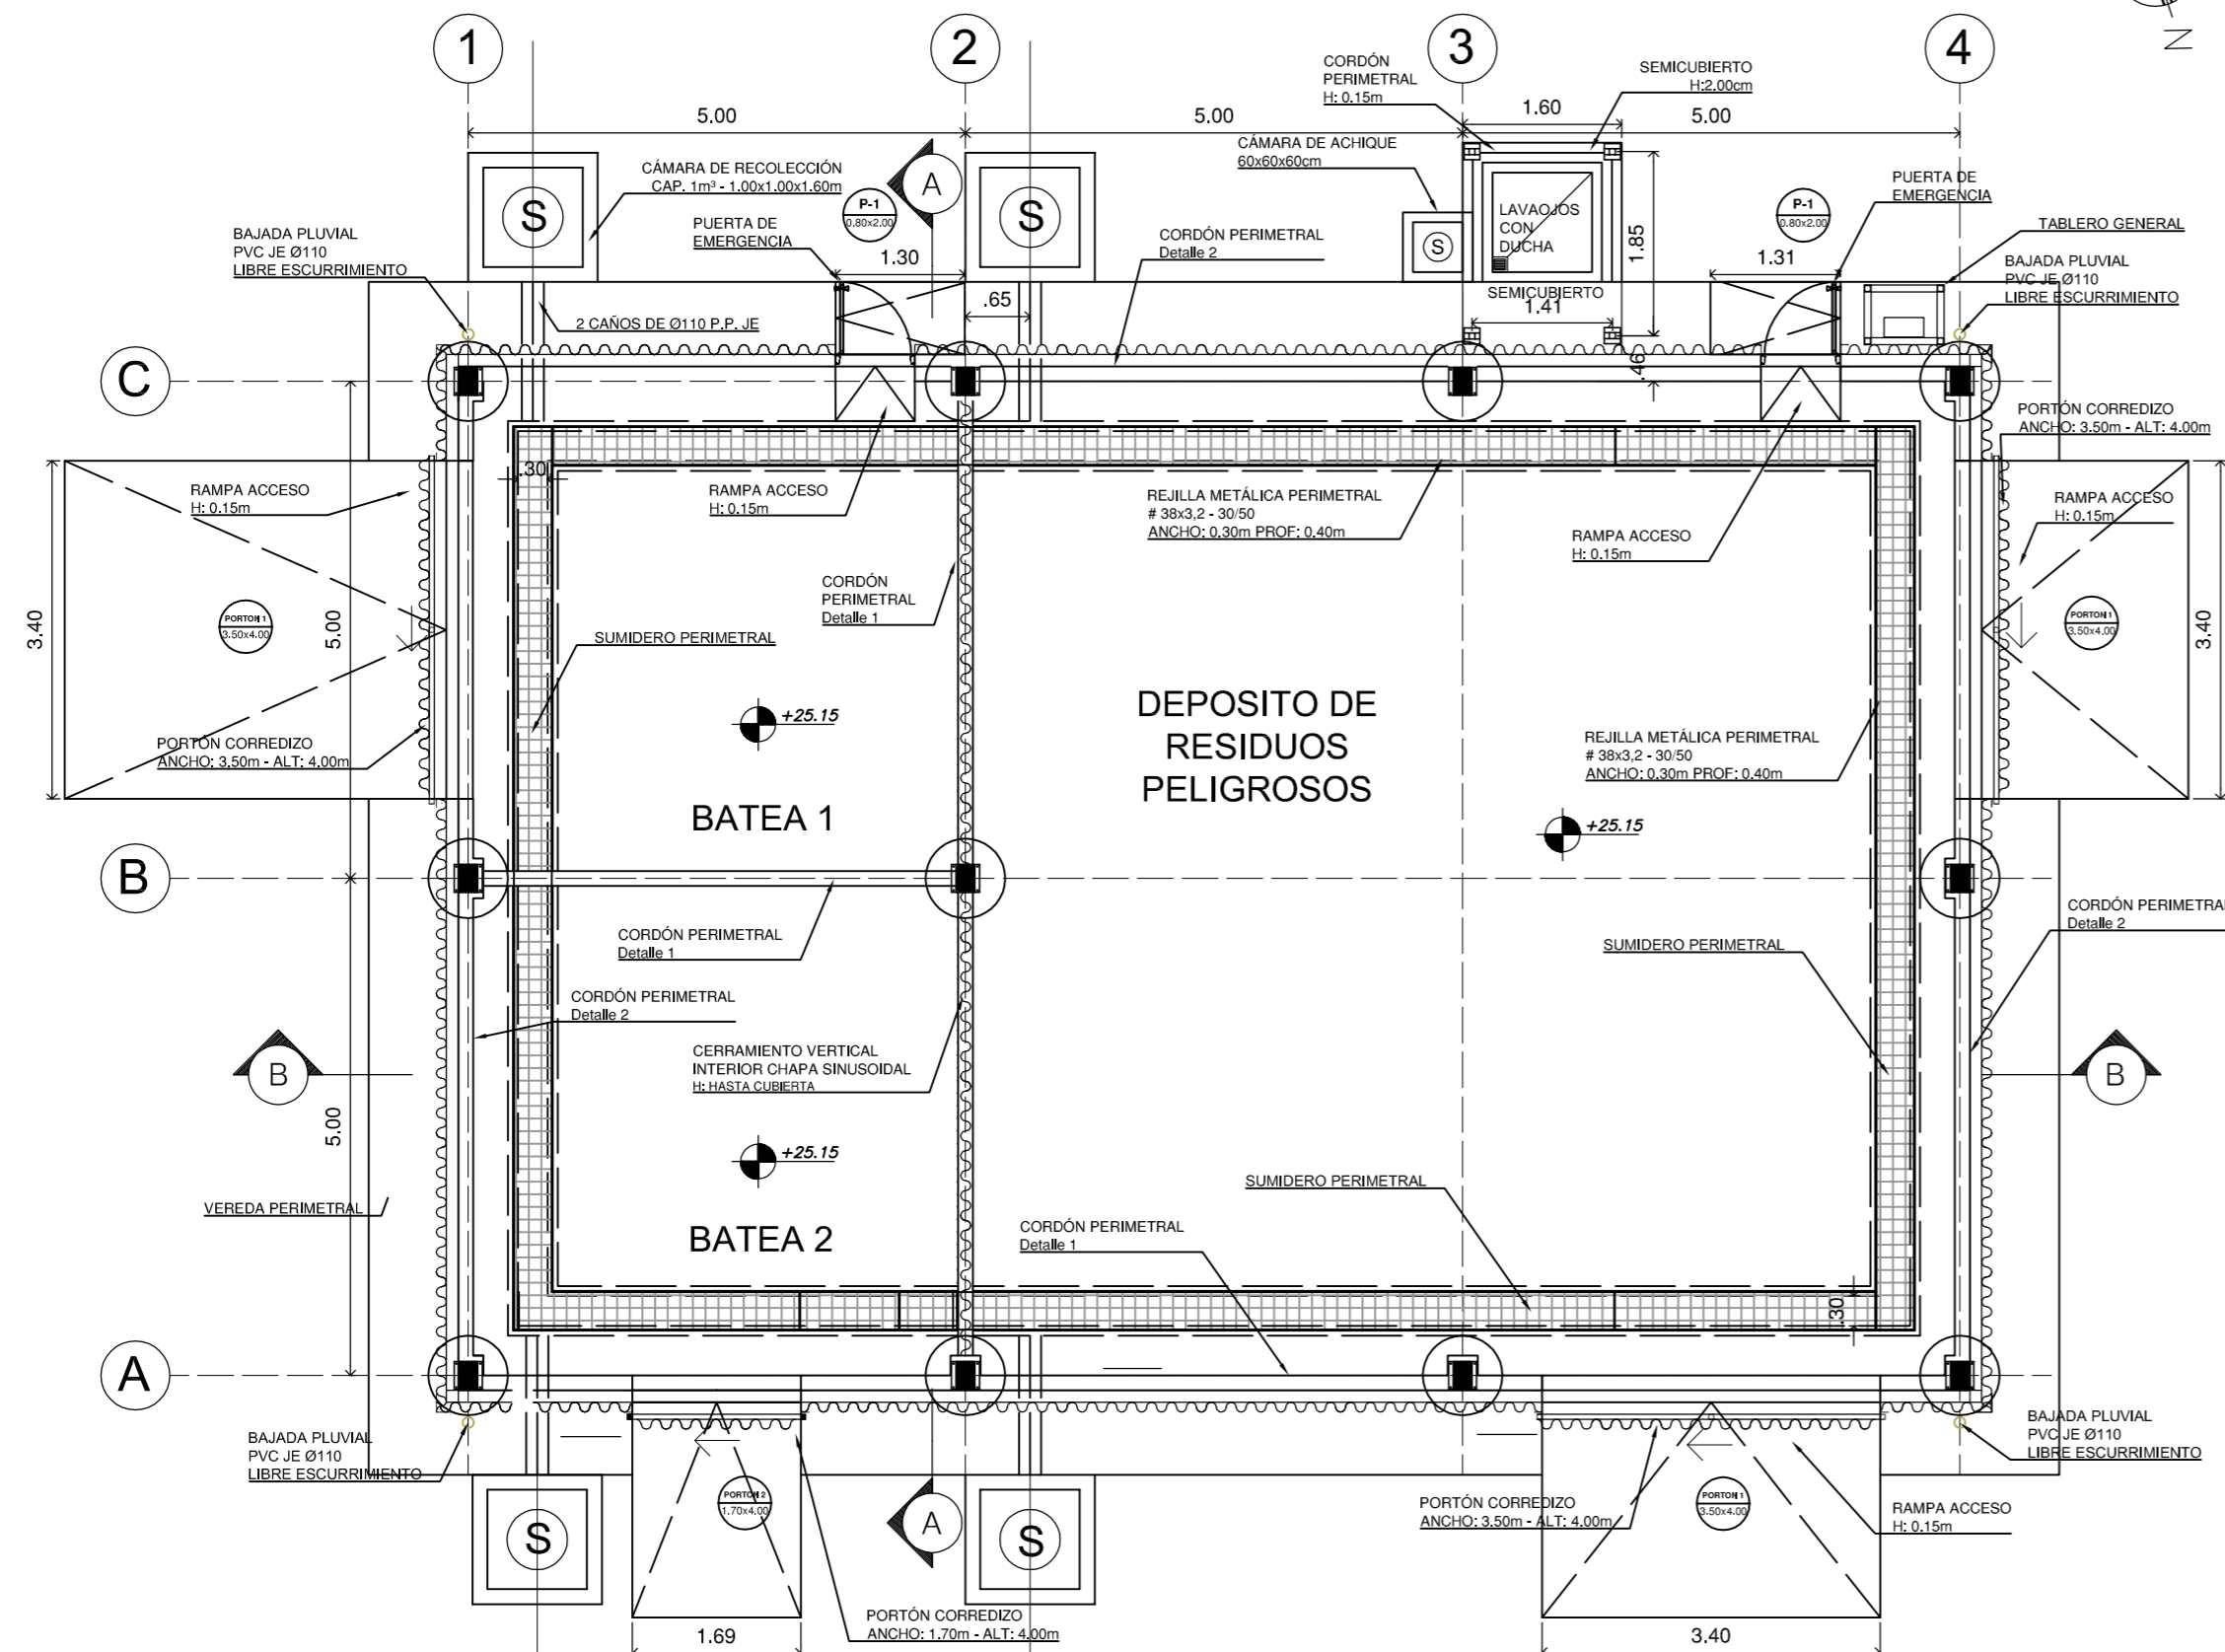 N
1
2
3
4
5.00
5.00
5.00
1.60
CORDÓN
PERIMETRAL
H: 0.15m
SEMICUBIERTO
H:2.00cm
CÁMARA DE ACHIQUE
60x60x60cm
CÁMARA DE RECOLECCIÓN
CAP. 1m³ - 1.00x1.00x1.60m
A
P-1
0.80x2.00
P-1
0.80x2.00
PUERTA DE
EMERGENCIA
PUERTA DE
EMERGENCIA
S
S
S
LAVAOJOS
CON
DUCHA
1.85
TABLERO GENERAL
BAJADA PLUVIAL
PVC JE Ø110
LIBRE ESCURRIMIENTO
CORDÓN PERIMETRAL
Detalle 2
1.30
1.31
BAJADA PLUVIAL
PVC JE Ø110
LIBRE ESCURRIMIENTO
.65
SEMICUBIERTO
1.41
2 CAÑOS DE Ø110 P.P. JE
.46
C
PORTÓN CORREDIZO
ANCHO: 3.50m - ALT: 4.00m
.30
RAMPA ACCESO
H: 0.15m
RAMPA ACCESO
H: 0.15m
REJILLA METÁLICA PERIMETRAL
# 38x3,2 - 30/50
ANCHO: 0.30m PROF: 0.40m
RAMPA ACCESO
H: 0.15m
RAMPA ACCESO
H: 0.15m
CORDÓN
PERIMETRAL
Detalle 1
3.40
PORTON 1
3.50x4.00
5.00
SUMIDERO PERIMETRAL
PORTON 1
3.50x4.00
3.40
+25.15
DEPOSITO DE
RESIDUOS
PELIGROSOS
PORTÓN CORREDIZO
ANCHO: 3.50m - ALT: 4.00m
REJILLA METÁLICA PERIMETRAL
# 38x3,2 - 30/50
ANCHO: 0.30m PROF: 0.40m
BATEA 1
+25.15
B
CORDÓN PERIMETRAL
Detalle 1
SUMIDERO PERIMETRAL
CORDÓN PERIMETRA
Detalle 2
CORDÓN PERIMETRAL
Detalle 2
CERRAMIENTO VERTICAL
INTERIOR CHAPA SINUSOIDAL
H: HASTA CUBIERTA
B
B
5.00
+25.15
VEREDA PERIMETRAL
SUMIDERO PERIMETRAL
BATEA 2
CORDÓN PERIMETRAL
Detalle 1
.30
A
BAJADA PLUVIAL
PVC JE Ø110
LIBRE ESCURRIMIENTO
BAJADA PLUVIAL
PVC JE Ø110
LIBRE ESCURRIMIENTO
PORTON 2
1.70x4.00
PORTON 1
3.50x4.00
PORTÓN CORREDIZO
ANCHO: 3.50m - ALT: 4.00m
RAMPA ACCESO
H: 0.15m
S
A
S
PORTÓN CORREDIZO
ANCHO: 1.70m - ALT: 4.00m
1.69
3.40